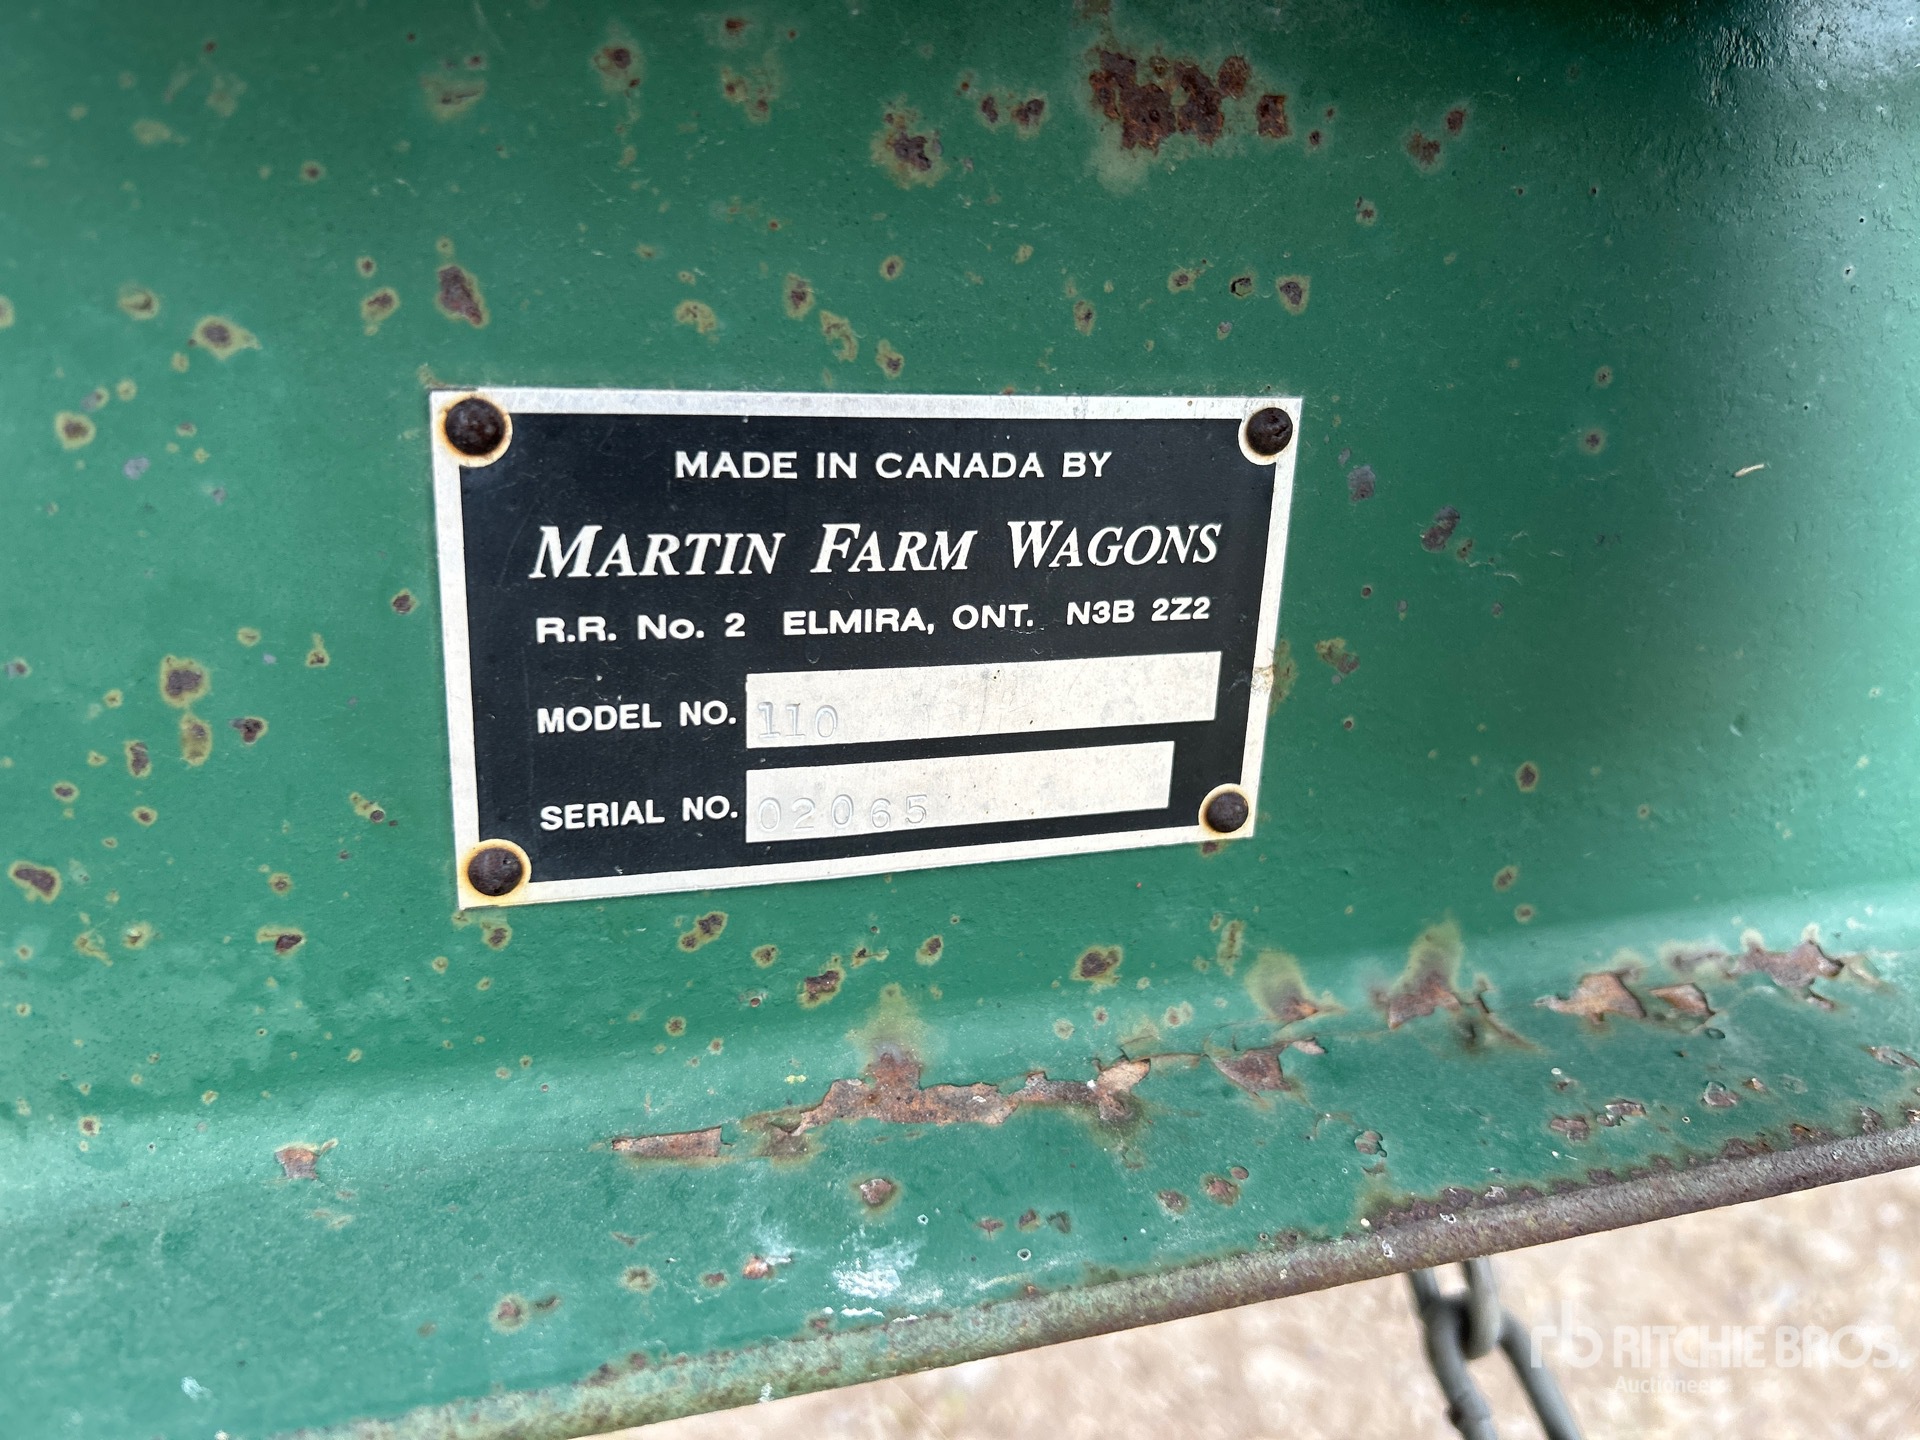 MADE IN CANADA BY
MARTIN FARM WAGONS
R.R. No. 2 ELMIRA, ONT. N3B 2Z2
MODEL NO. 110
SERIAL NO. 02065
rb RITCHIE BROS.
Auctioneers